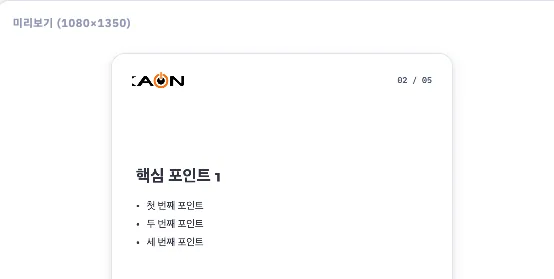 미리보기 (1080×1350)
KAON
02 / 05
핵심 포인트 1
• 첫 번째 포인트
• 두 번째 포인트
• 세 번째 포인트